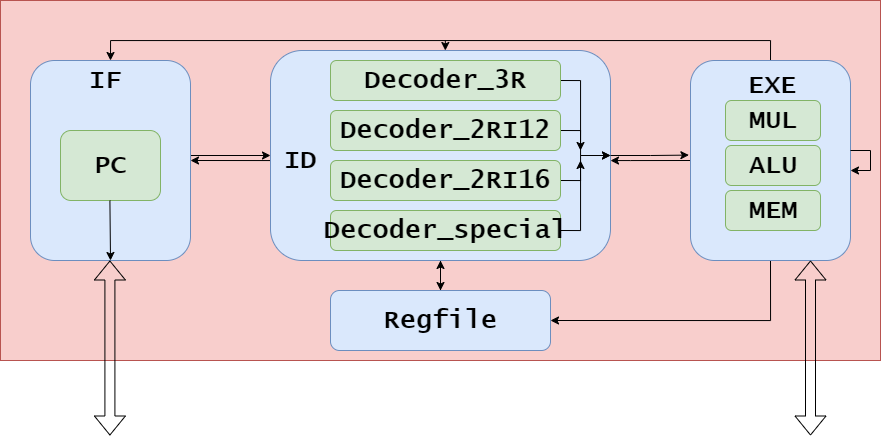 IF
PC
ID
Decoder_3R
Decoder_2RI12
Decoder_2RI16
Decoder_special
EXE
MUL
ALU
MEM
Regfile